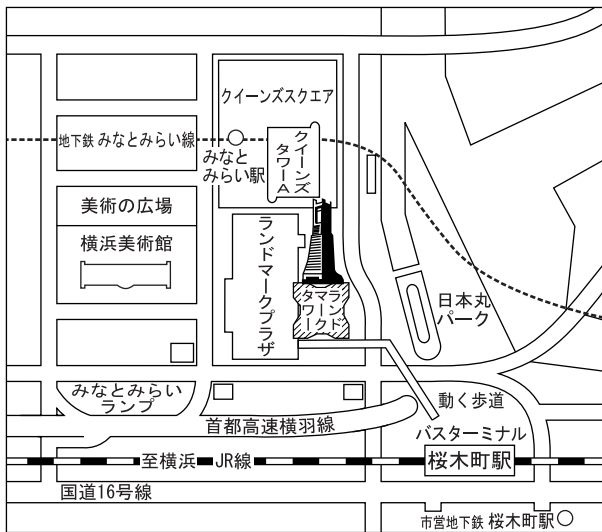 クイーンズスクエア
地下鉄 みなとみらい線
みなと
みらい駅
クイーンズ
タワーA
美術の広場
横浜美術館
ランドマークプラザ
ランド
マーク
タワー
日本丸
パーク
みなとみらい
ランプ
動く歩道
首都高速横羽線
バスターミナル
至横浜 JR線
桜木町駅
国道16号線
市営地下鉄 桜木町駅